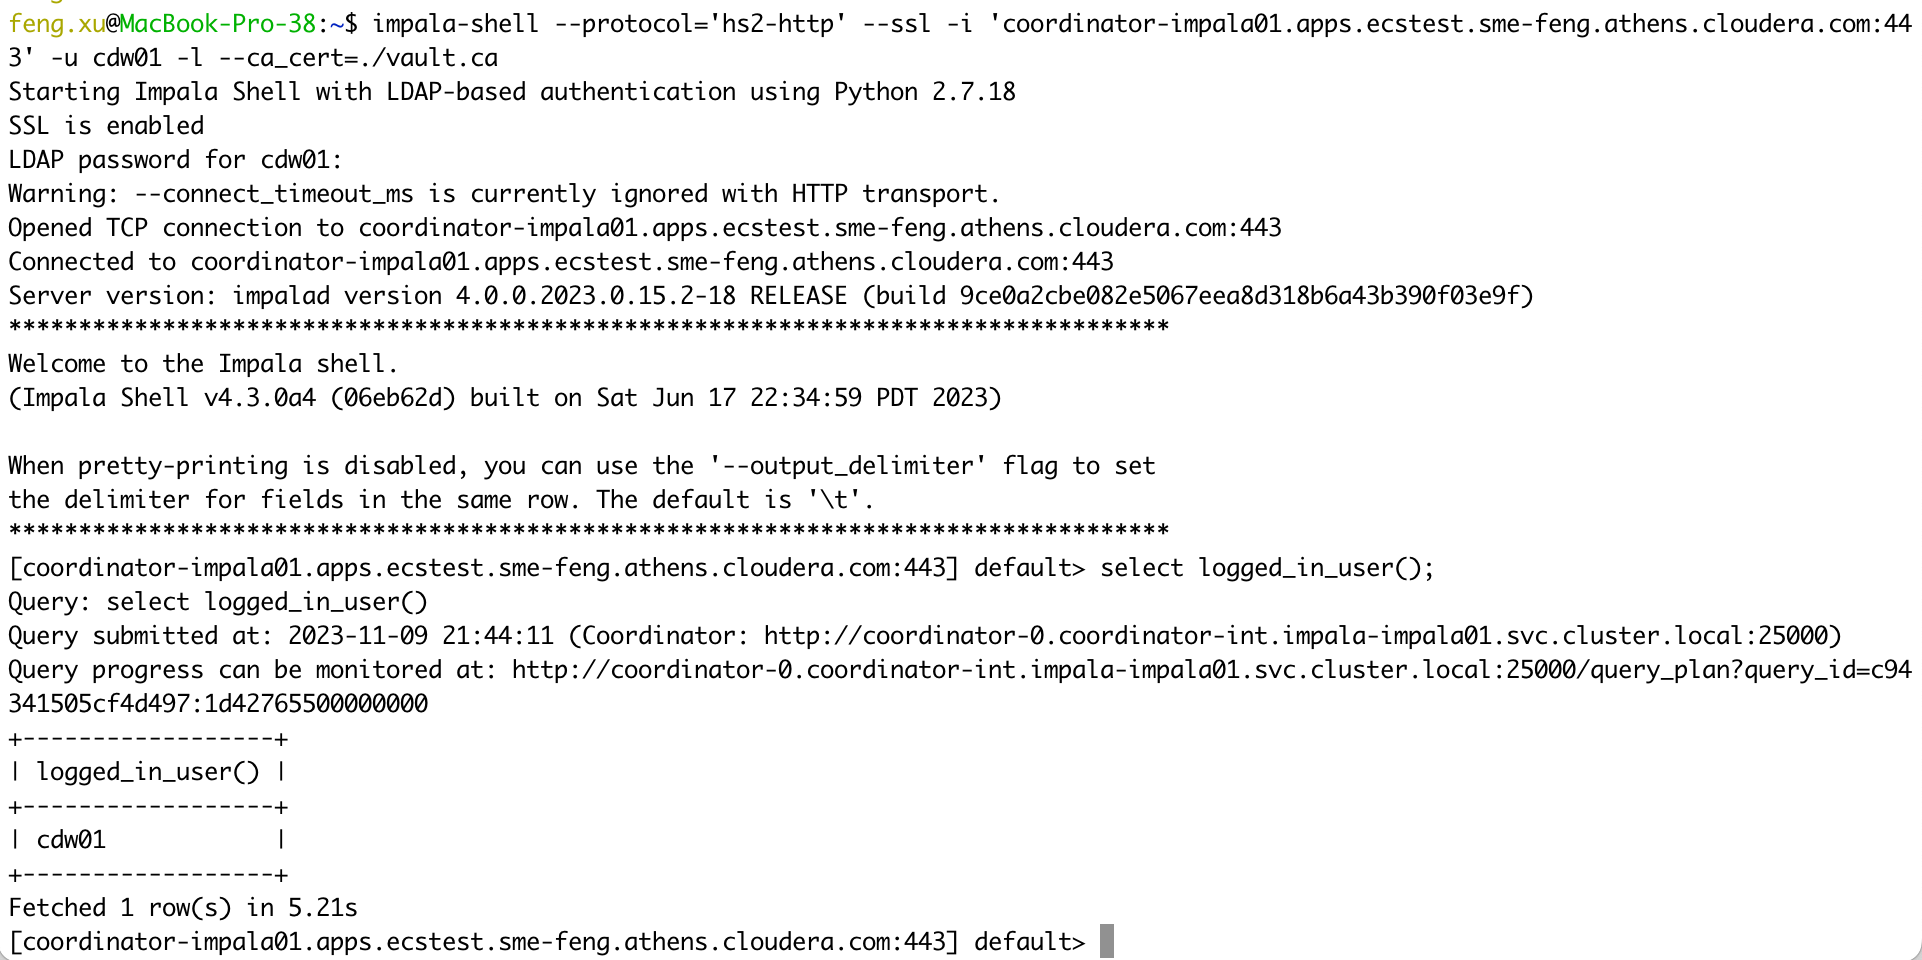 feng.xu@MacBook-Pro-38:~$ impala-shell --protocol='hs2-http' --ssl -i 'coordinator-impala01.apps.ecstest.sme-feng.athens.cloudera.com:44
3' -u cdw01 -l --ca_cert=./vault.ca
Starting Impala Shell with LDAP-based authentication using Python 2.7.18
SSL is enabled
LDAP password for cdw01:
Warning: --connect_timeout_ms is currently ignored with HTTP transport.
Opened TCP connection to coordinator-impala01.apps.ecstest.sme-feng.athens.cloudera.com:443
Connected to coordinator-impala01.apps.ecstest.sme-feng.athens.cloudera.com:443
Server version: impalad version 4.0.0.2023.0.15.2-18 RELEASE (build 9ce0a2cbe082e5067eea8d318b6a43b390f03e9f)
***********************************************************************************
Welcome to the Impala shell.
(Impala Shell v4.3.0a4 (06eb62d) built on Sat Jun 17 22:34:59 PDT 2023)

When pretty-printing is disabled, you can use the '--output_delimiter' flag to set
the delimiter for fields in the same row. The default is '\t'.
***********************************************************************************
[coordinator-impala01.apps.ecstest.sme-feng.athens.cloudera.com:443] default> select logged_in_user();
Query: select logged_in_user()
Query submitted at: 2023-11-09 21:44:11 (Coordinator: http://coordinator-0.coordinator-int.impala-impala01.svc.cluster.local:25000)
Query progress can be monitored at: http://coordinator-0.coordinator-int.impala-impala01.svc.cluster.local:25000/query_plan?query_id=c94
341505cf4d497:1d42765500000000
+------------------+
| logged_in_user() |
+------------------+
| cdw01            |
+------------------+
Fetched 1 row(s) in 5.21s
[coordinator-impala01.apps.ecstest.sme-feng.athens.cloudera.com:443] default>